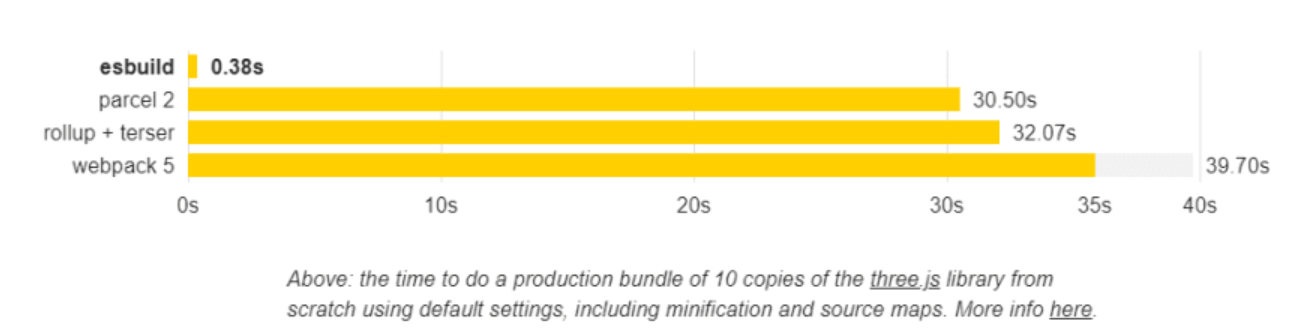 esbuild 0.38s
parcel 2 30.50s
rollup + terser 32.07s
webpack 5 39.70s
0s 10s 20s 30s 35s 40s
Above: the time to do a production bundle of 10 copies of the three.js library from
scratch using default settings, including minification and source maps. More info here.